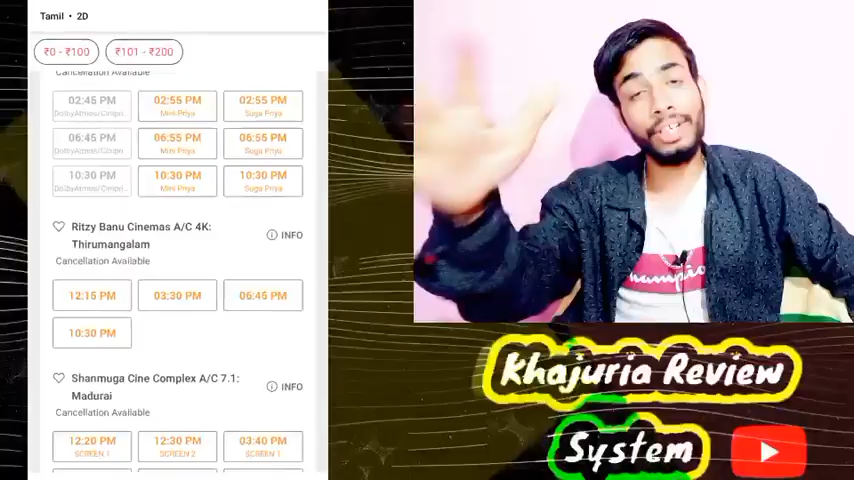 Tamil • 2D
₹0 - ₹100
₹101 - ₹200
Cancellation Available
02:45 PM
02:55 PM
Mini Priya
02:55 PM
Suga Priya
06:45 PM
06:55 PM
Mini Priya
06:55 PM
Suga Priya
10:30 PM
10:30 PM
Mini Priya
10:30 PM
Suga Priya
Ritzy Banu Cinemas A/C 4K:
Thirumangalam
INFO
Cancellation Available
12:15 PM
03:30 PM
06:45 PM
10:30 PM
Shanmuga Cine Complex A/C 7.1:
Madurai
INFO
Cancellation Available
12:20 PM
SCREEN 1
12:30 PM
SCREEN 2
03:40 PM
SCREEN 1
Khajuria Review
System